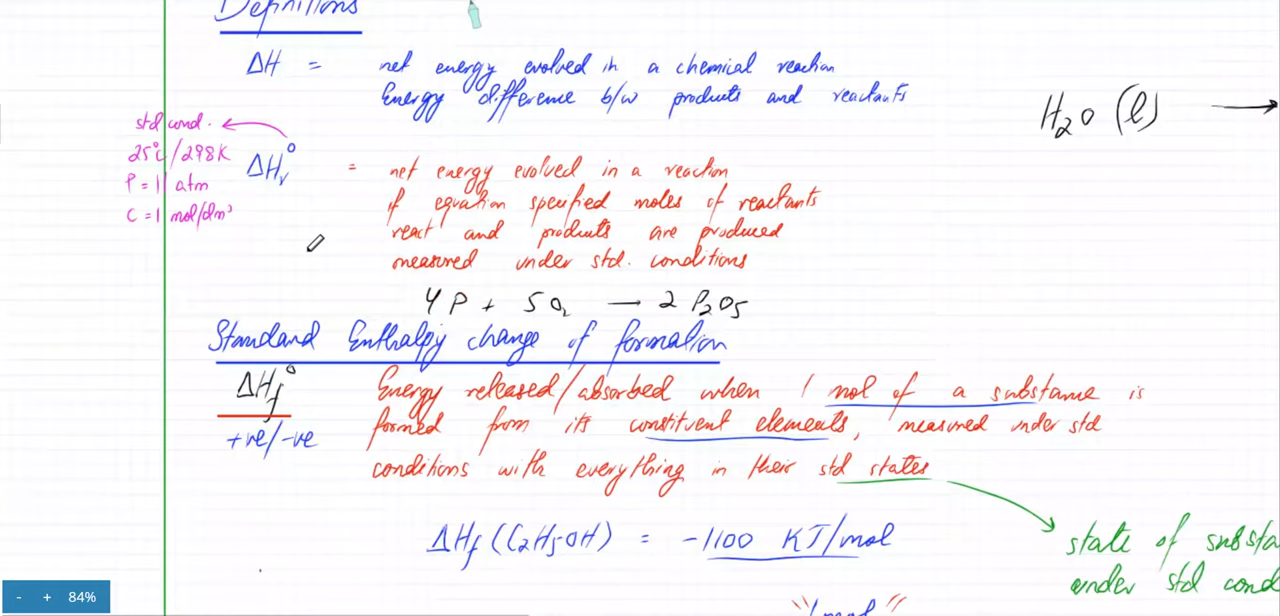 Definitions
ΔH = net energy evolved in a chemical reaction
Energy difference b/w products and reactants
H₂O (l) →
std cond.
25°C/298K
P = 1 atm
C = 1 mol/dm³
ΔHr° = net energy evolved in a reaction
if equation specified moles of reactants
react and products are produced
measured under std. conditions
4P + 5O₂ → 2P₂O₅
Standard Enthalpy change of formation
ΔHf° Energy released/absorbed when 1 mol of a substance is
+ve/-ve formed from its constituent elements, measured under std
conditions with everything in their std states
ΔHf (C₂H₅OH) = -1100 KJ/mol
state of substa
under std cond
- + 84%